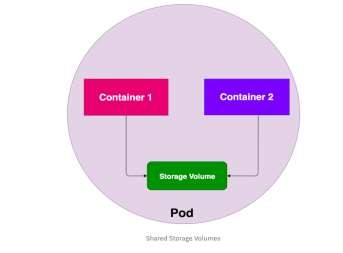 Container 1
Container 2
Storage Volume
Pod
Shared Storage Volumes